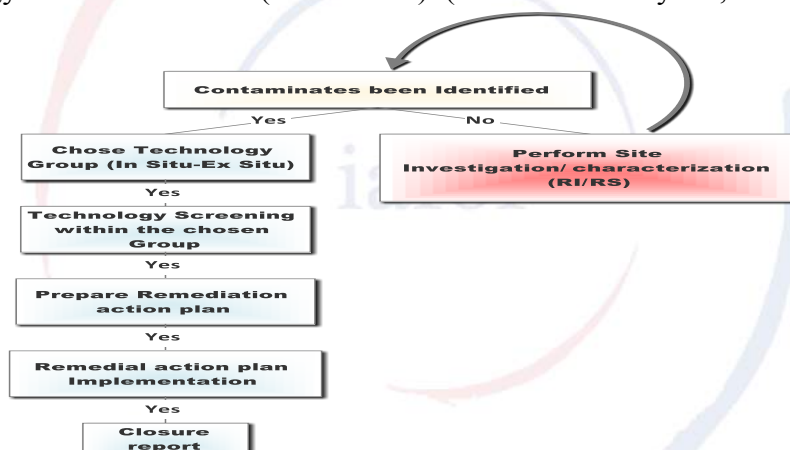 Contaminates been Identified
Yes
No
Chose Technology
Group (In Situ-Ex Situ)
Perform Site
Investigation/ characterization
(RI/RS)
Yes
Technology Screening
within the chosen
Group
Yes
Prepare Remediation
action plan
Yes
Remedial action plan
Implementation
Yes
Closure
report